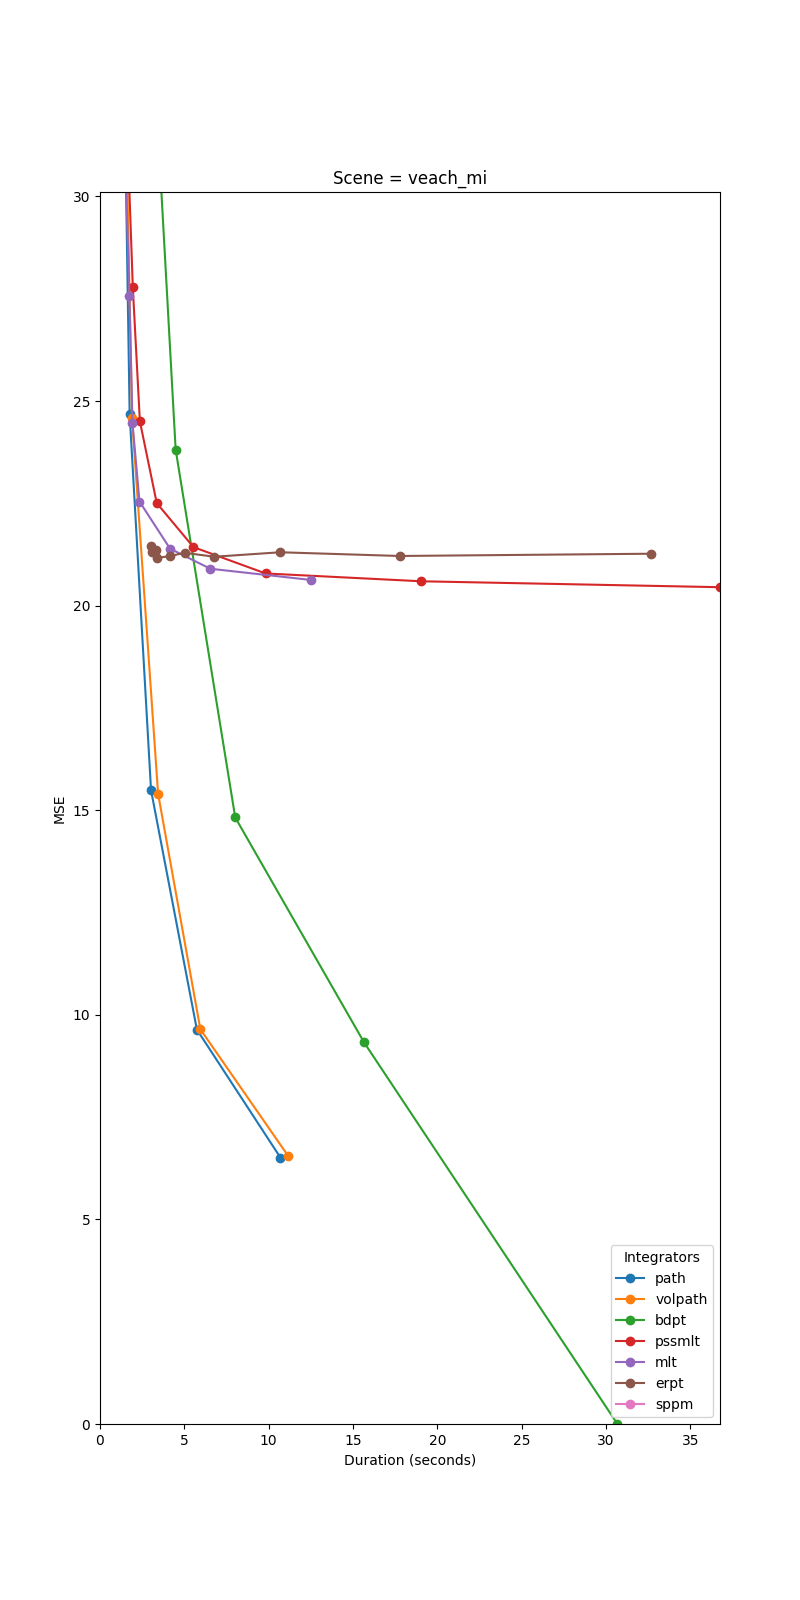 Scene = veach_mi
30
25
20
15
10
5
0
MSE
0 5 10 15 20 25 30 35
Duration (seconds)
Integrators
path
volpath
bdpt
pssmlt
mlt
erpt
sppm